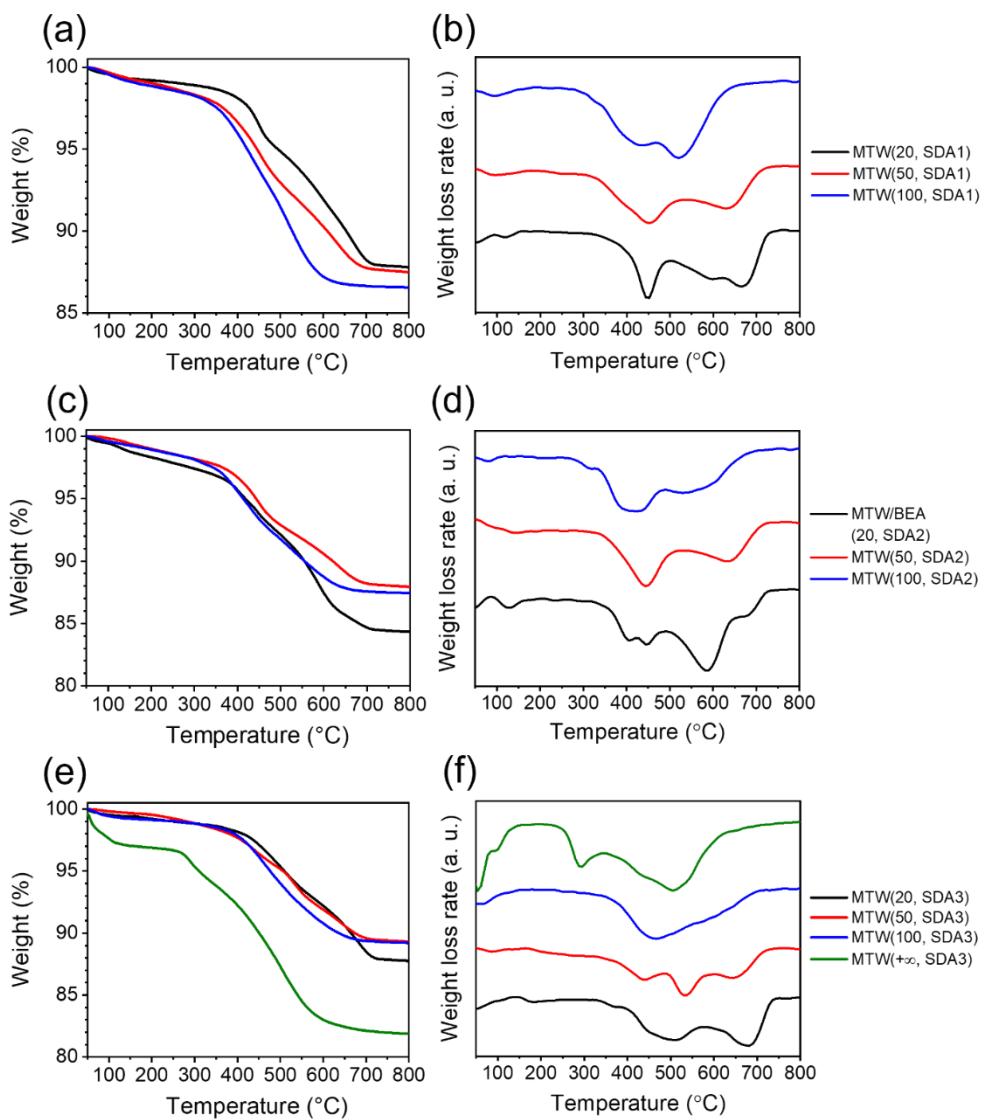 (a)
100
95
90
85
Weight (%)
100 200 300 400 500 600 700 800
Temperature (°C)
(b)
Weight loss rate (a. u.)
100 200 300 400 500 600 700 800
Temperature (°C)
MTW(20, SDA1)
MTW(50, SDA1)
MTW(100, SDA1)
(c)
100
95
90
85
80
Weight (%)
100 200 300 400 500 600 700 800
Temperature (°C)
(d)
Weight loss rate (a. u.)
100 200 300 400 500 600 700 800
Temperature (°C)
MTW/BEA
(20, SDA2)
MTW(50, SDA2)
MTW(100, SDA2)
(e)
100
95
90
85
80
Weight (%)
100 200 300 400 500 600 700 800
Temperature (°C)
(f)
Weight loss rate (a. u.)
100 200 300 400 500 600 700 800
Temperature (°C)
MTW(20, SDA3)
MTW(50, SDA3)
MTW(100, SDA3)
MTW(+∞, SDA3)